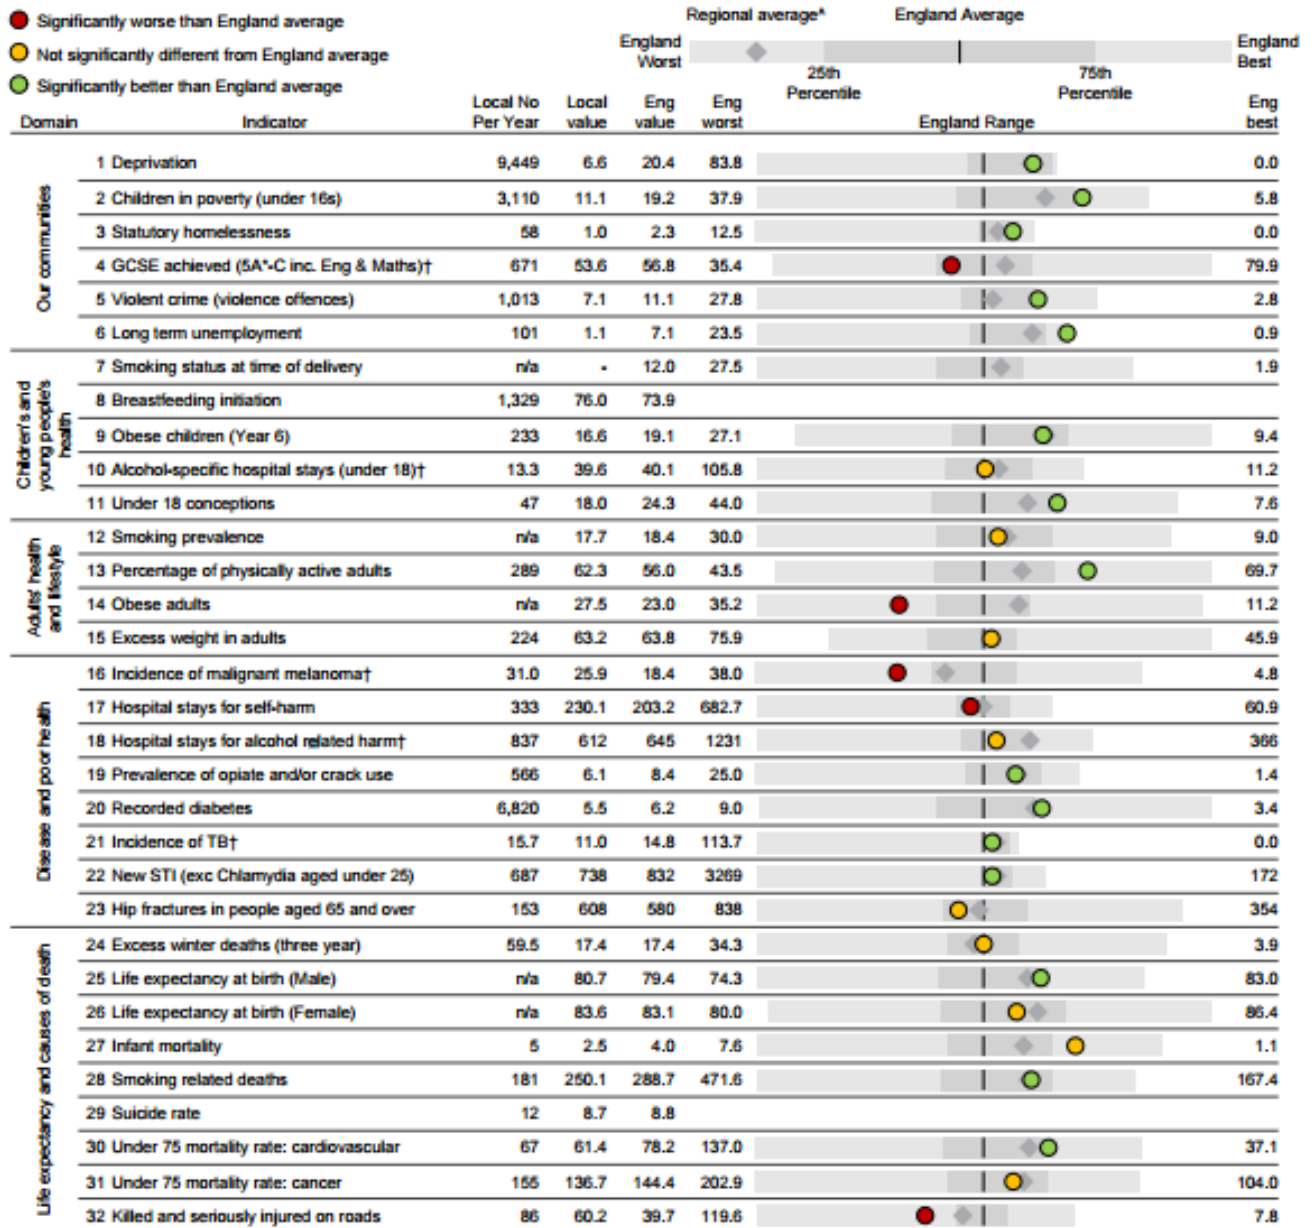 Significantly worse than England average
Not significantly different from England average
Significantly better than England average
Regional average* England Average
England Worst
England Best
25th Percentile
75th Percentile
Domain Indicator Local No Per Year Local value Eng value Eng worst England Range Eng best
Our communities
1 Deprivation 9,449 6.6 20.4 83.8 0.0
2 Children in poverty (under 16s) 3,110 11.1 19.2 37.9 5.8
3 Statutory homelessness 58 1.0 2.3 12.5 0.0
4 GCSE achieved (5A*-C inc. Eng & Maths)† 671 53.6 56.8 35.4 79.9
5 Violent crime (violence offences) 1,013 7.1 11.1 27.8 2.8
6 Long term unemployment 101 1.1 7.1 23.5 0.9
Children's and young people's health
7 Smoking status at time of delivery n/a - 12.0 27.5 1.9
8 Breastfeeding initiation 1,329 76.0 73.9
9 Obese children (Year 6) 233 16.6 19.1 27.1 9.4
10 Alcohol-specific hospital stays (under 18)† 13.3 39.6 40.1 105.8 11.2
11 Under 18 conceptions 47 18.0 24.3 44.0 7.6
Adults' health and lifestyle
12 Smoking prevalence n/a 17.7 18.4 30.0 9.0
13 Percentage of physically active adults 289 62.3 56.0 43.5 69.7
14 Obese adults n/a 27.5 23.0 35.2 11.2
15 Excess weight in adults 224 63.2 63.8 75.9 45.9
Disease and poor health
16 Incidence of malignant melanoma† 31.0 25.9 18.4 38.0 4.8
17 Hospital stays for self-harm 333 230.1 203.2 682.7 60.9
18 Hospital stays for alcohol related harm† 837 612 645 1231 366
19 Prevalence of opiate and/or crack use 566 6.1 8.4 25.0 1.4
20 Recorded diabetes 6,820 5.5 6.2 9.0 3.4
21 Incidence of TB† 15.7 11.0 14.8 113.7 0.0
22 New STI (exc Chlamydia aged under 25) 687 738 832 3269 172
23 Hip fractures in people aged 65 and over 153 608 580 838 354
Life expectancy and causes of death
24 Excess winter deaths (three year) 59.5 17.4 17.4 34.3 3.9
25 Life expectancy at birth (Male) n/a 80.7 79.4 74.3 83.0
26 Life expectancy at birth (Female) n/a 83.6 83.1 80.0 86.4
27 Infant mortality 5 2.5 4.0 7.6 1.1
28 Smoking related deaths 181 250.1 288.7 471.6 167.4
29 Suicide rate 12 8.7 8.8
30 Under 75 mortality rate: cardiovascular 67 61.4 78.2 137.0 37.1
31 Under 75 mortality rate: cancer 155 136.7 144.4 202.9 104.0
32 Killed and seriously injured on roads 86 60.2 39.7 119.6 7.8